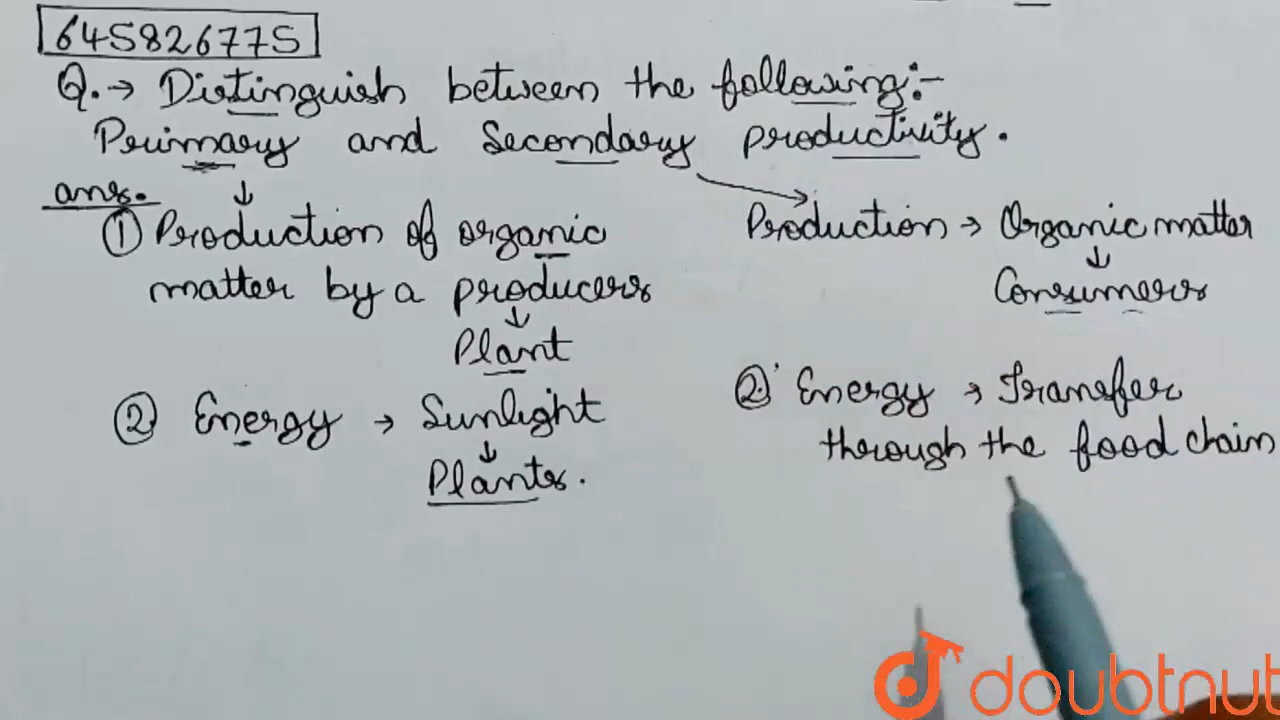 645826775
Q.→ Distinguish between the following:-
Primary and Secondary productivity.
ans.
① Production of organic
matter by a producers
↓
Plant
② Energy → Sunlight
↓
Plants.
Production → Organic matter
↓
Consumers
②. Energy → Transfer
through the food chain
doubtnut